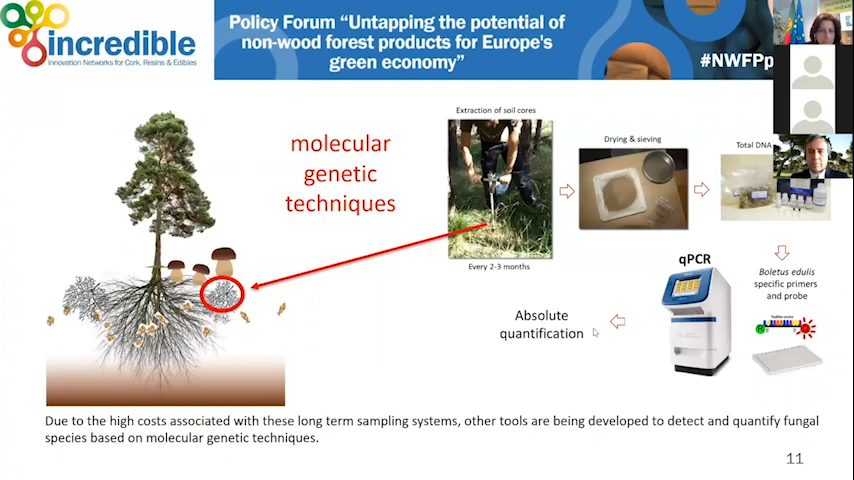 incredible
Innovation Networks for Cork, Resins & Edibles
Policy Forum “Untapping the potential of
non-wood forest products for Europe's
green economy”
#NWFPp
molecular
genetic
techniques
Extraction of soil cores
Every 2-3 months
Drying & sieving
Total DNA
Boletus edulis
specific primers
and probe
qPCR
Absolute
quantification
Due to the high costs associated with these long term sampling systems, other tools are being developed to detect and quantify fungal
species based on molecular genetic techniques.
11